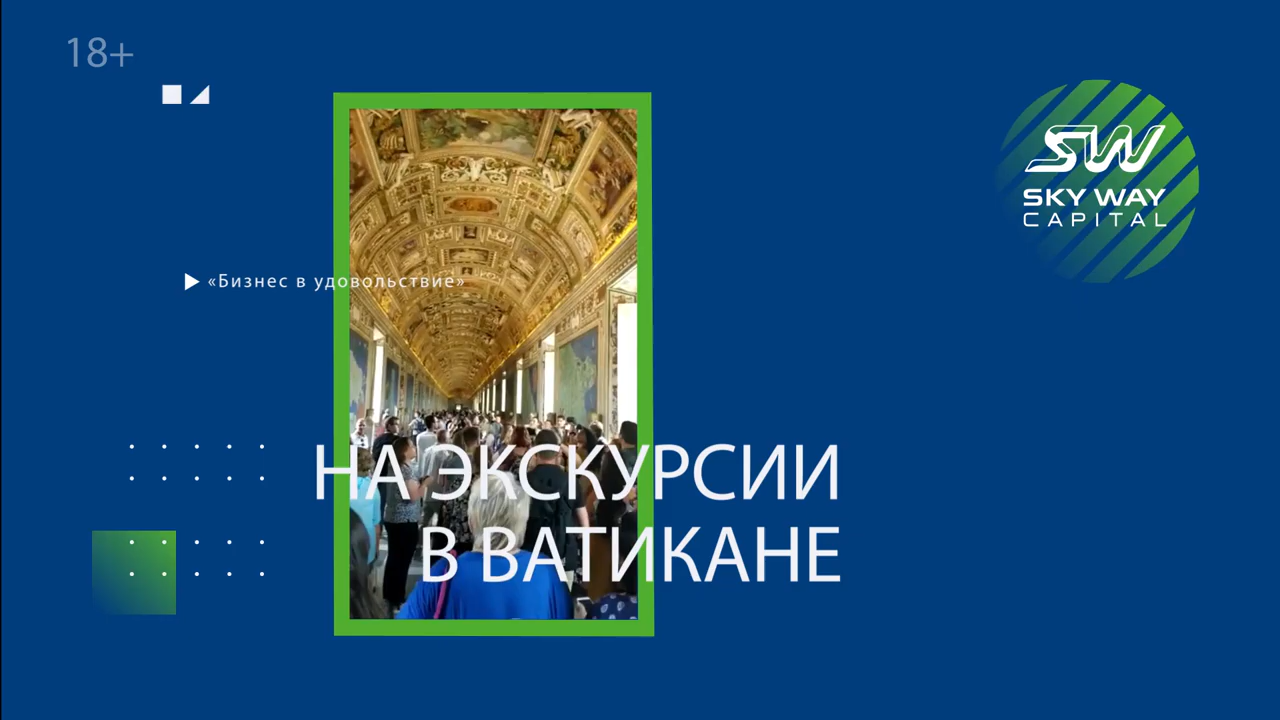 18+
SW
SKY WAY
CAPITAL
«Бизнес в удовольствие»
НА ЭКСКУРСИИ
В ВАТИКАНЕ